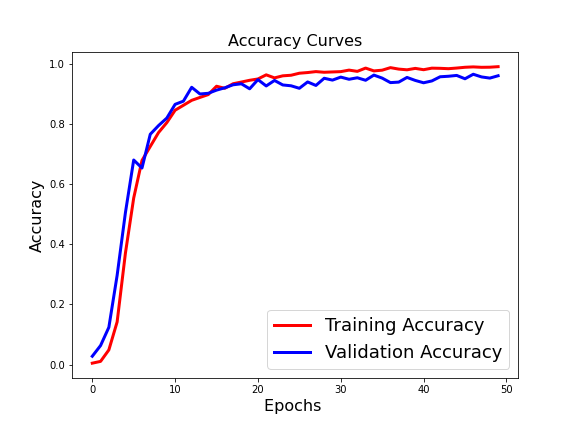 Accuracy Curves
1.0
0.8
0.6
0.4
0.2
0.0
Accuracy
Training Accuracy
Validation Accuracy
0 10 20 30 40 50
Epochs